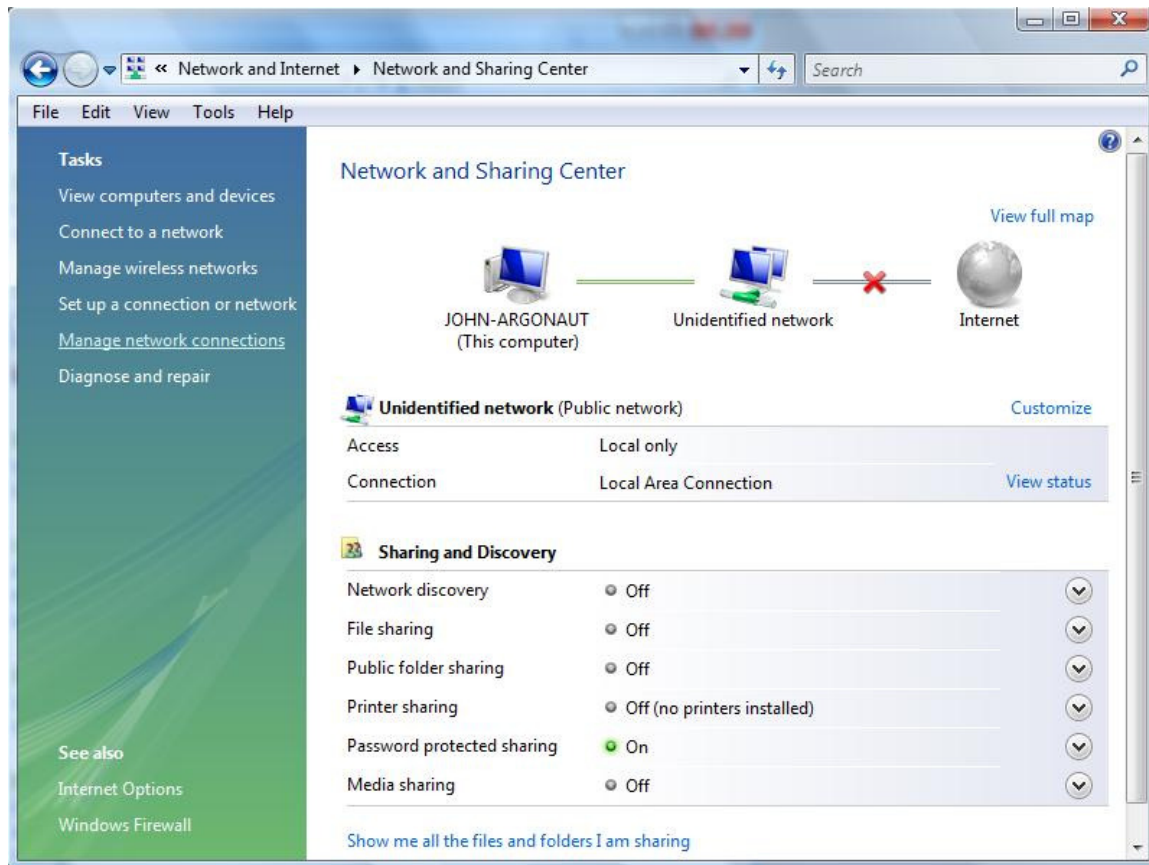 « Network and Internet ▸ Network and Sharing Center
Search
File Edit View Tools Help
Tasks
View computers and devices
Connect to a network
Manage wireless networks
Set up a connection or network
Manage network connections
Diagnose and repair
See also
Internet Options
Windows Firewall
Network and Sharing Center
View full map
JOHN-ARGONAUT
(This computer)
Unidentified network
Internet
Unidentified network (Public network) Customize
Access Local only
Connection Local Area Connection View status
Sharing and Discovery
Network discovery Off
File sharing Off
Public folder sharing Off
Printer sharing Off (no printers installed)
Password protected sharing On
Media sharing Off
Show me all the files and folders I am sharing